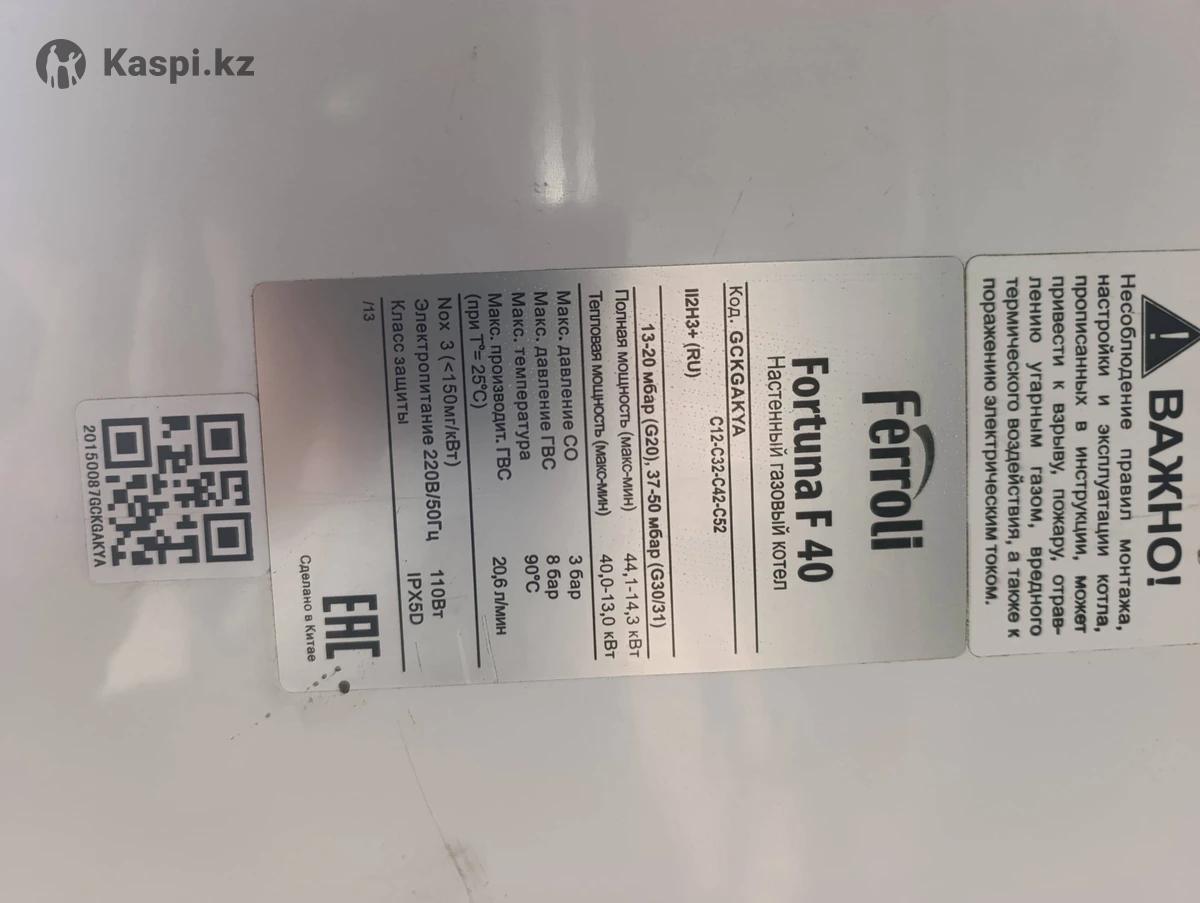 Kaspi.kz
ВАЖНО!
Несоблюдение правил монтажа,
настройки и эксплуатации котла,
прописанных в инструкции, может
привести к взрыву, пожару, отрав-
лению угарным газом, вредного
термического воздействия, а также к
поражению электрическим током.
Ferroli
Fortuna F 40
Настенный газовый котел
Код. GCKGAKYA
C12-C32-C42-C52
II2H3+ (RU)
13-20 мбар (G20), 37-50 мбар (G30/31)
Полная мощность (макс-мин) 44,1-14,3 кВт
Тепловая мощность (макс-мин) 40,0-13,0 кВт
Макс. давление СО 3 бар
Макс. давление ГВС 8 бар
Макс. температура 90°C
Макс. производит. ГВС 20,6 л/мин
(при T°= 25°C)
Nox 3 (<150мг/кВт)
Электропитание 220В/50Гц 110Вт
Класс защиты IPX5D
/13
EAC
Сделано в Китае
20150087GCKGAKYA